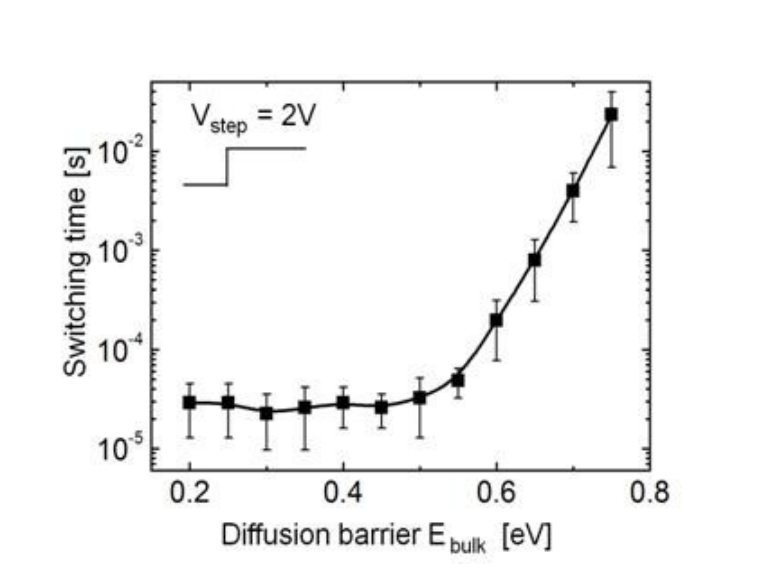 V_step = 2V
Switching time [s]
10^-2
10^-3
10^-4
10^-5
0.2 0.4 0.6 0.8
Diffusion barrier E_bulk [eV]